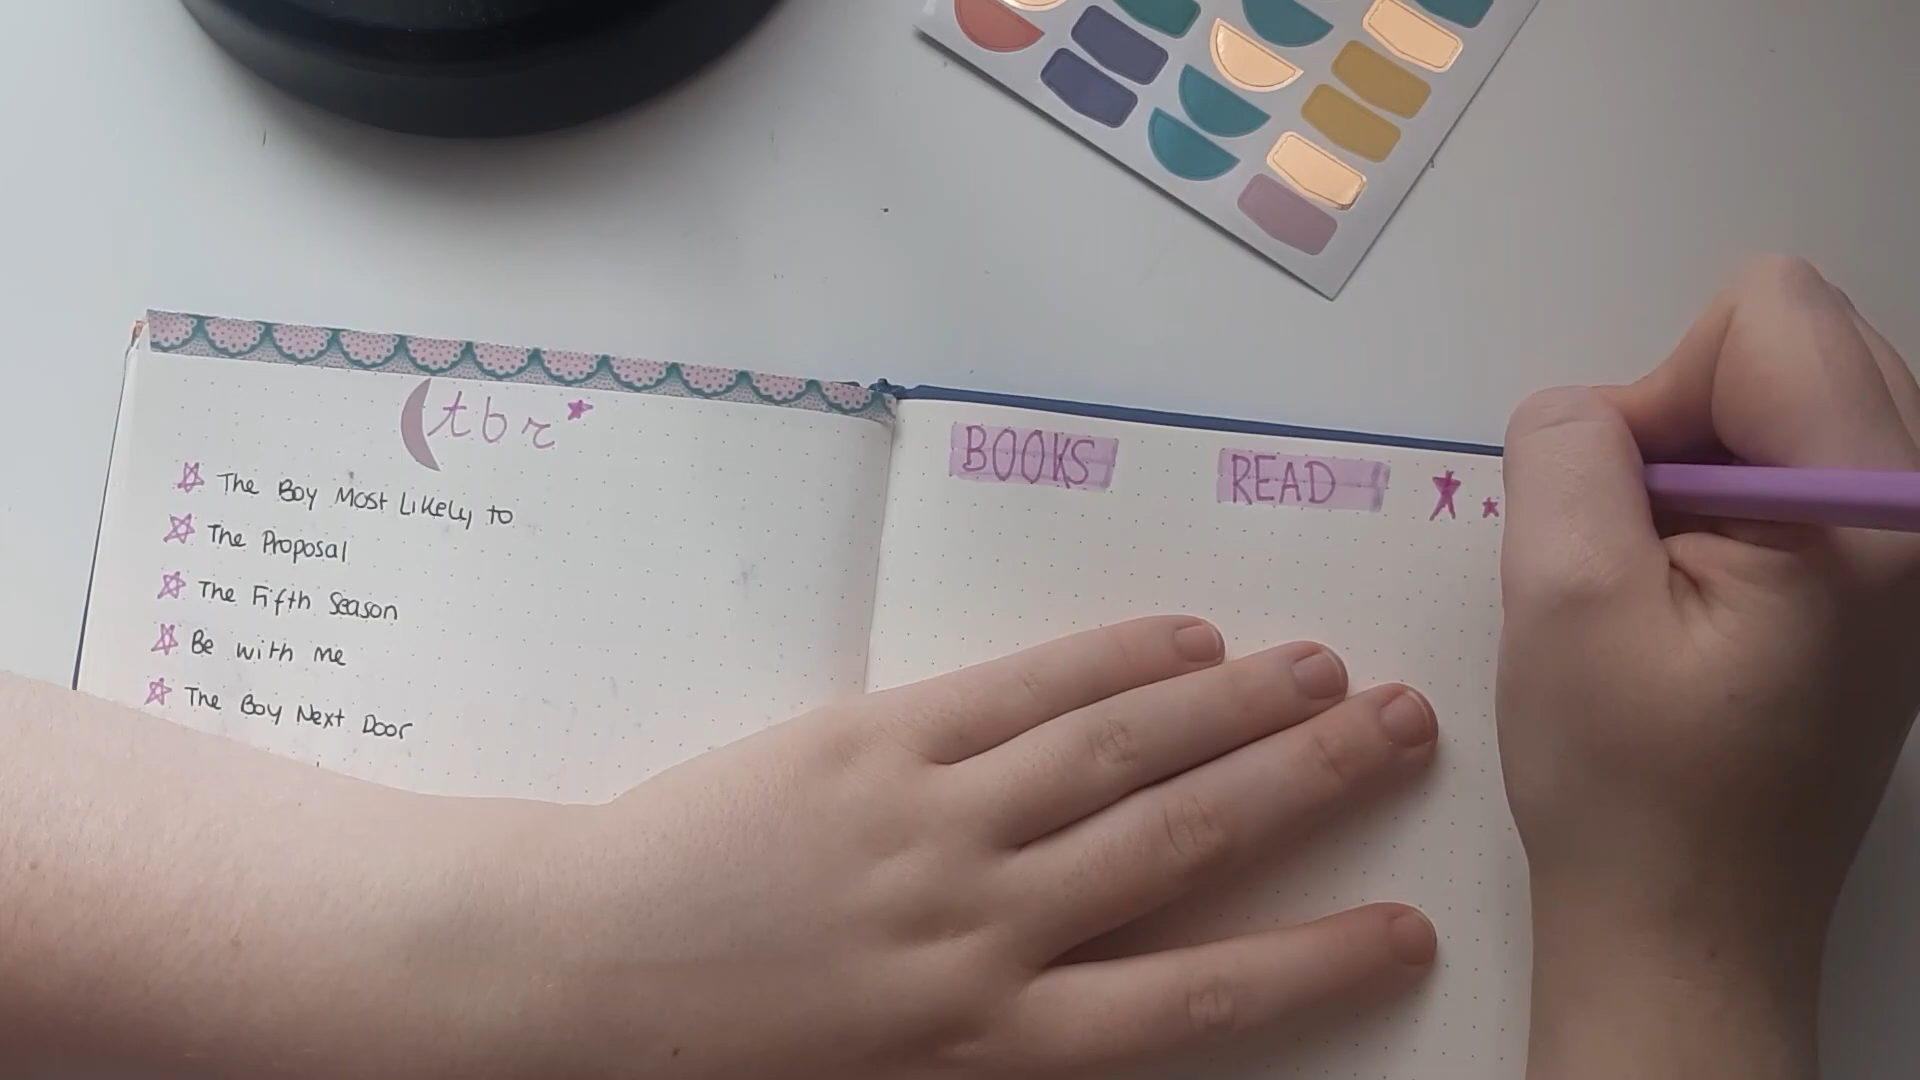 tbr
The Boy Most Likely to
The Proposal
The Fifth Season
Be with me
The Boy Next Door
BOOKS READ